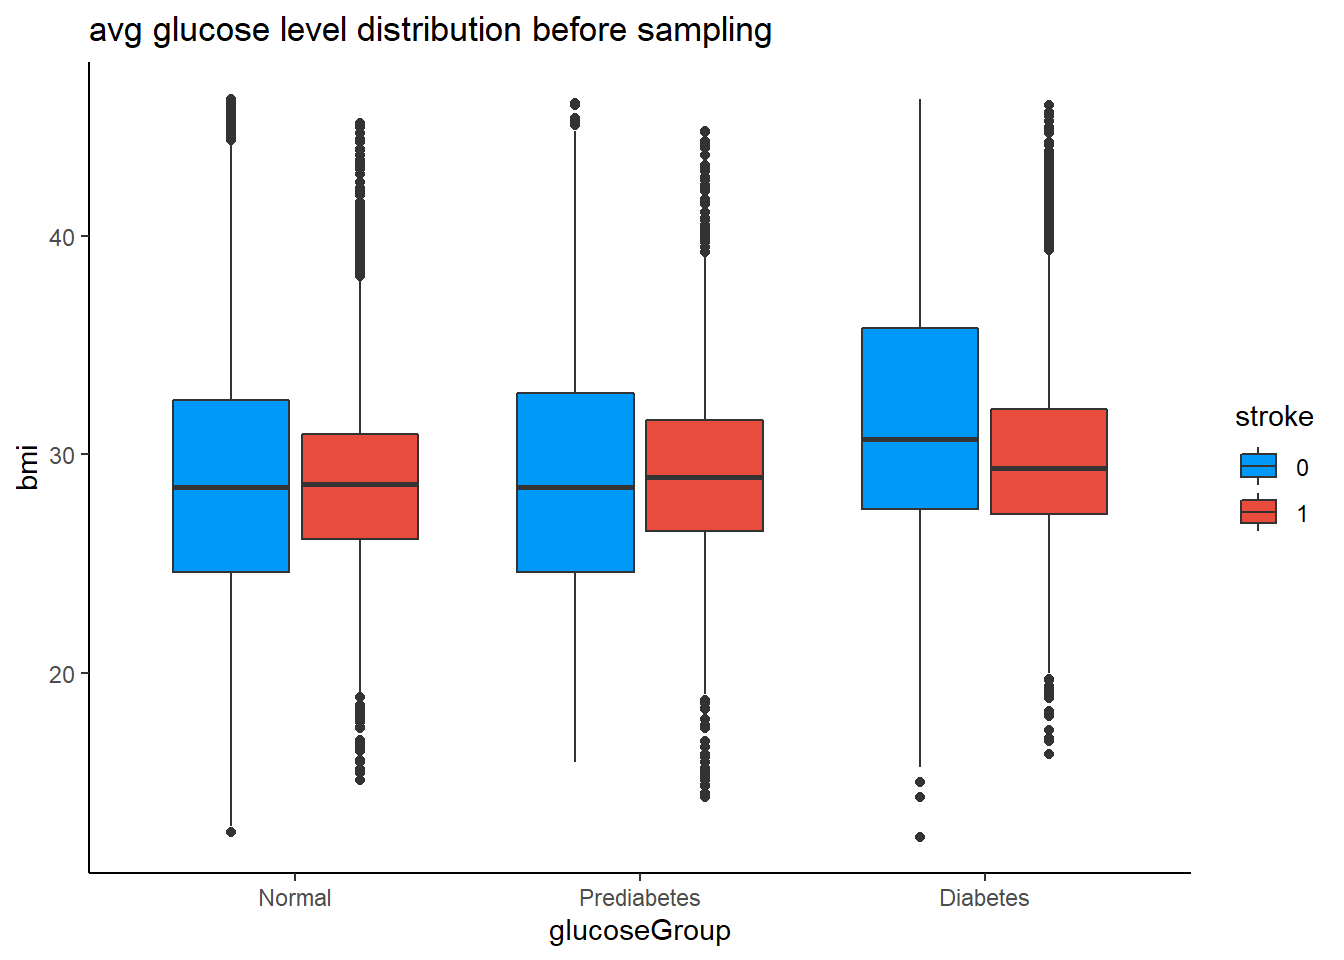 avg glucose level distribution before sampling
40
30
20
bmi
Normal
Prediabetes
Diabetes
glucoseGroup
stroke
0
1